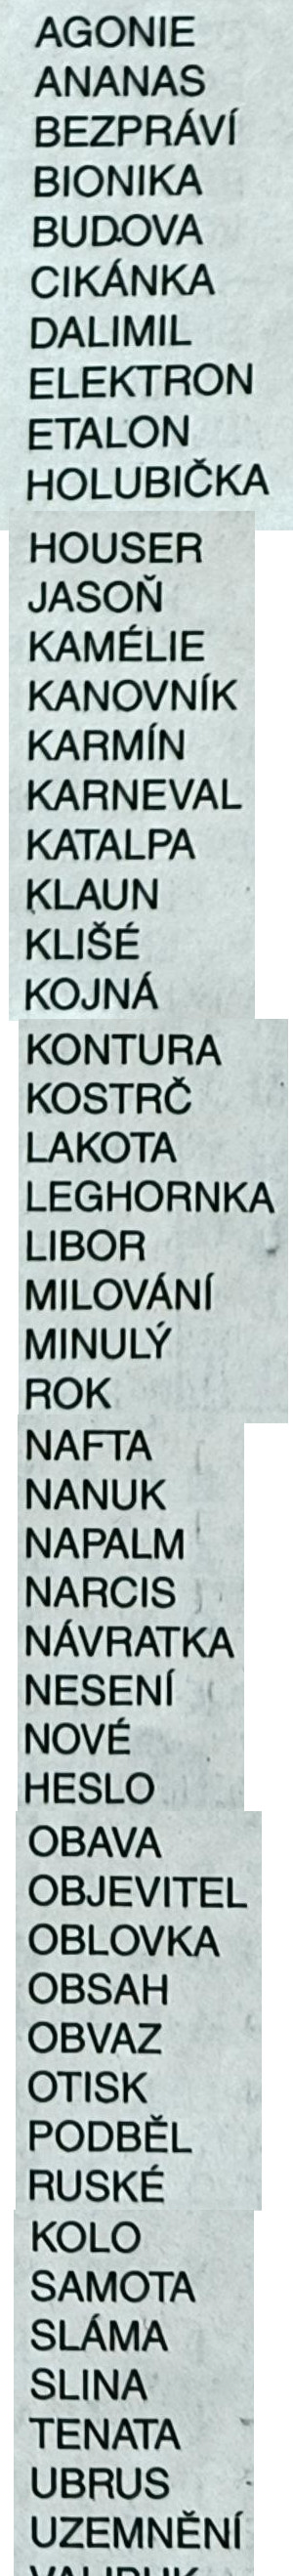 AGONIE
ANANAS
BEZPRÁVÍ
BIONIKA
BUDOVA
CIKÁNKA
DALIMIL
ELEKTRON
ETALON
HOLUBIČKA
HOUSER
JASOŇ
KAMÉLIE
KANOVNÍK
KARMÍN
KARNEVAL
KATALPA
KLAUN
KLIŠÉ
KOJNÁ
KONTURA
KOSTRČ
LAKOTA
LEGHORNKA
LIBOR
MILOVÁNÍ
MINULÝ
ROK
NAFTA
NANUK
NAPALM
NARCIS
NÁVRATKA
NESENÍ
NOVÉ
HESLO
OBAVA
OBJEVITEL
OBLOVKA
OBSAH
OBVAZ
OTISK
PODBĚL
RUSKÉ
KOLO
SAMOTA
SLÁMA
SLINA
TENATA
UBRUS
UZEMNĚNÍ